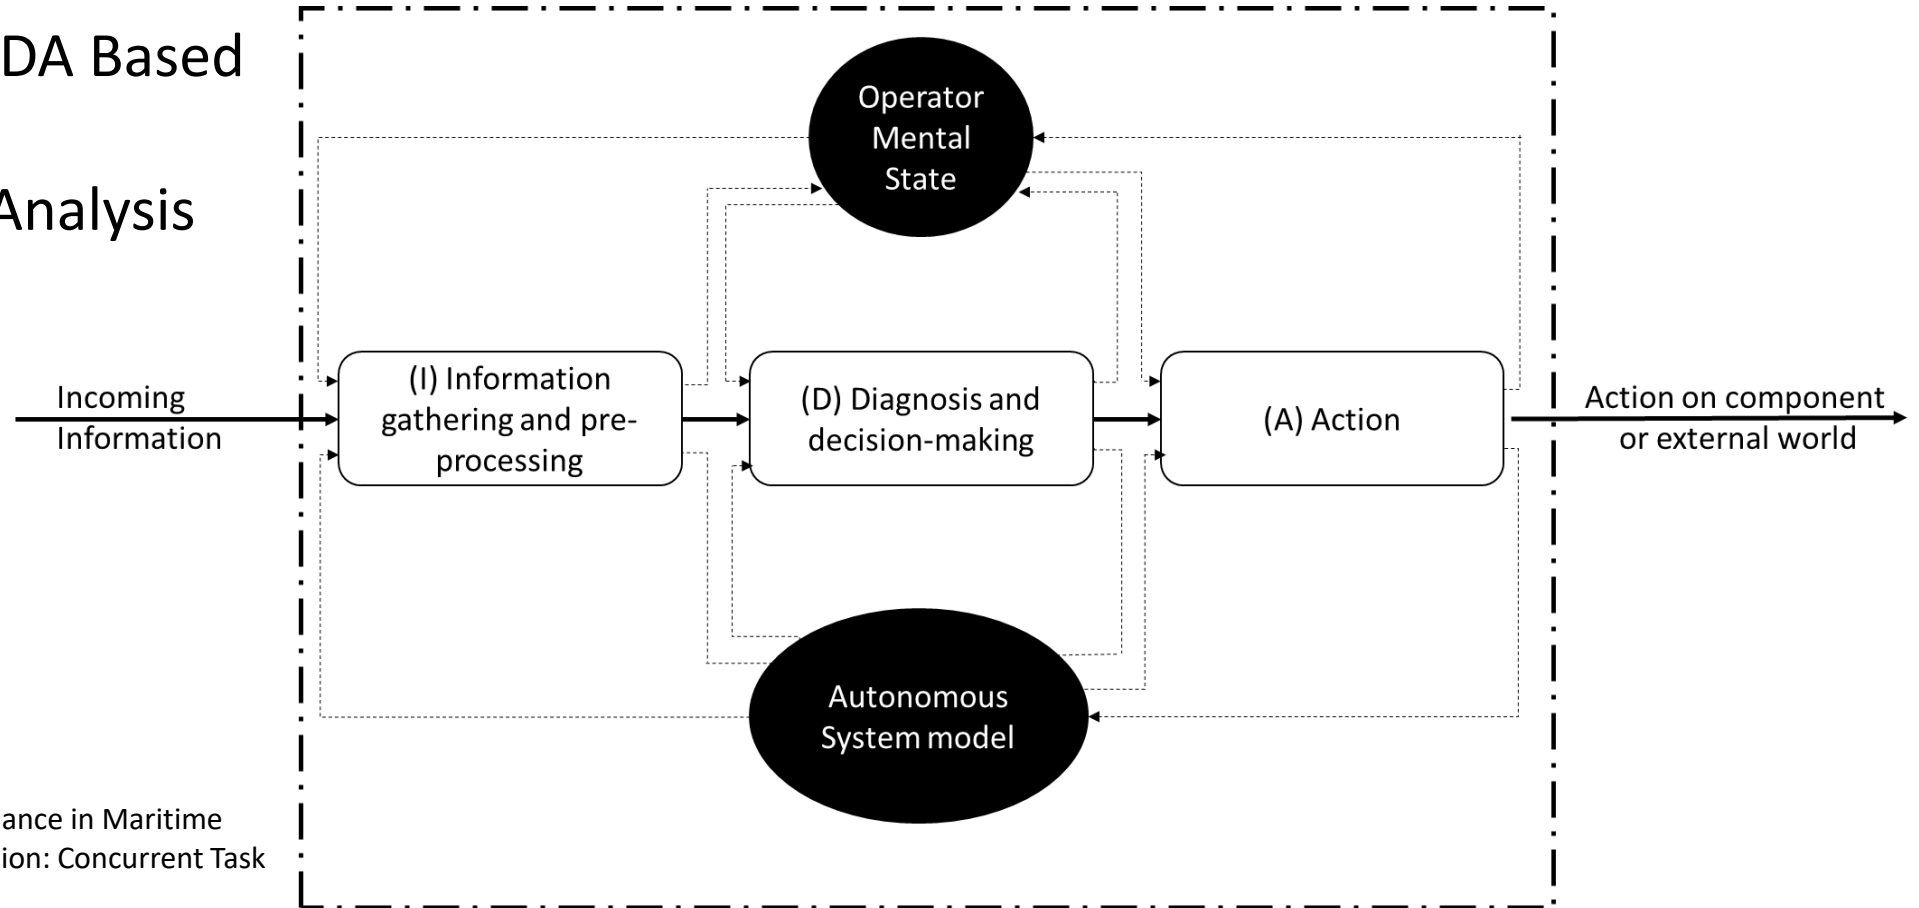 DA Based
Analysis
Operator
Mental
State
Incoming
Information
(I) Information
gathering and pre-
processing
(D) Diagnosis and
decision-making
(A) Action
Action on component
or external world
Autonomous
System model
ance in Maritime
ion: Concurrent Task